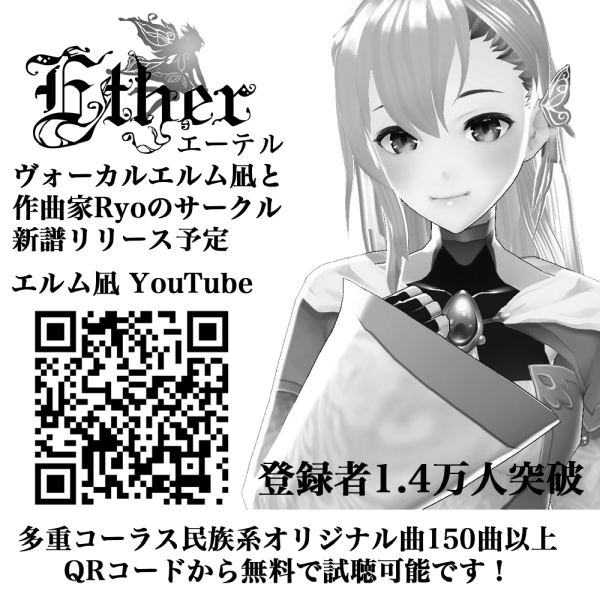 Ether
エーテル
ヴォーカルエルム凪と
作曲家Ryoのサークル
新譜リリース予定
エルム凪 YouTube
登録者1.4万人突破
多重コーラス民族系オリジナル曲150曲以上
QRコードから無料で試聴可能です！